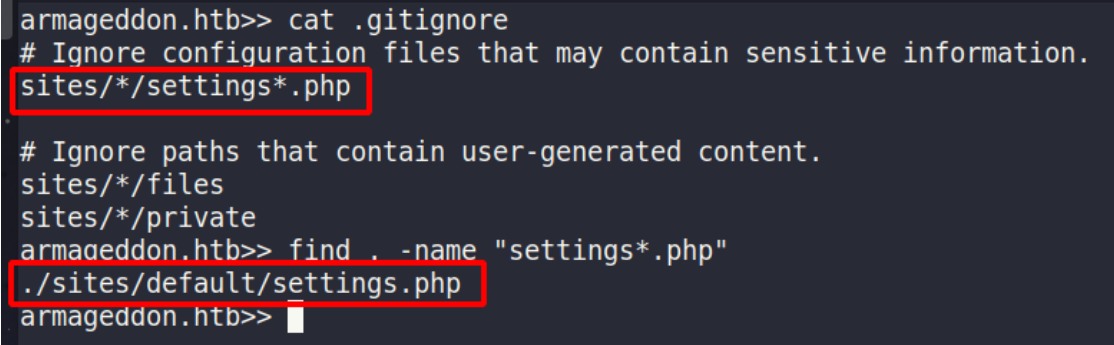 armageddon.htb>> cat .gitignore
# Ignore configuration files that may contain sensitive information.
sites/*/settings*.php
# Ignore paths that contain user-generated content.
sites/*/files
sites/*/private
armageddon.htb>> find . -name "settings*.php"
./sites/default/settings.php
armageddon.htb>>